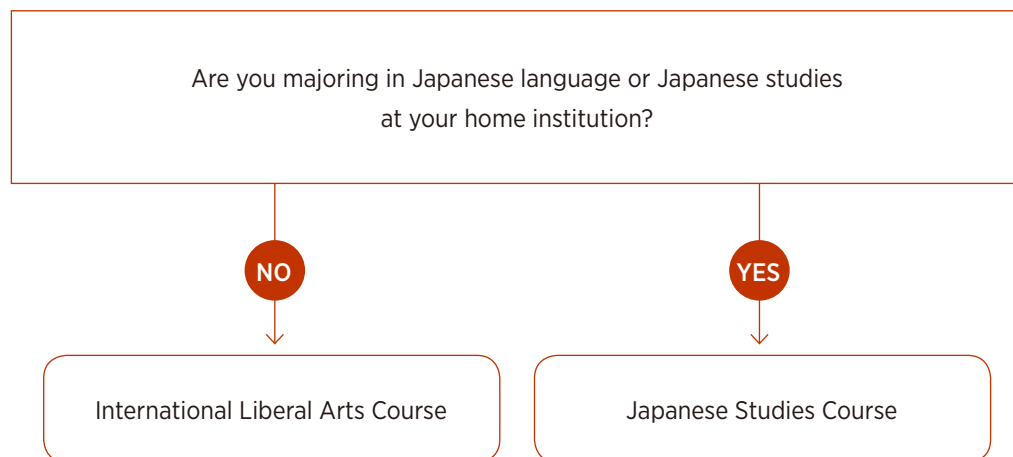 Are you majoring in Japanese language or Japanese studies
at your home institution?
NO
YES
International Liberal Arts Course
Japanese Studies Course